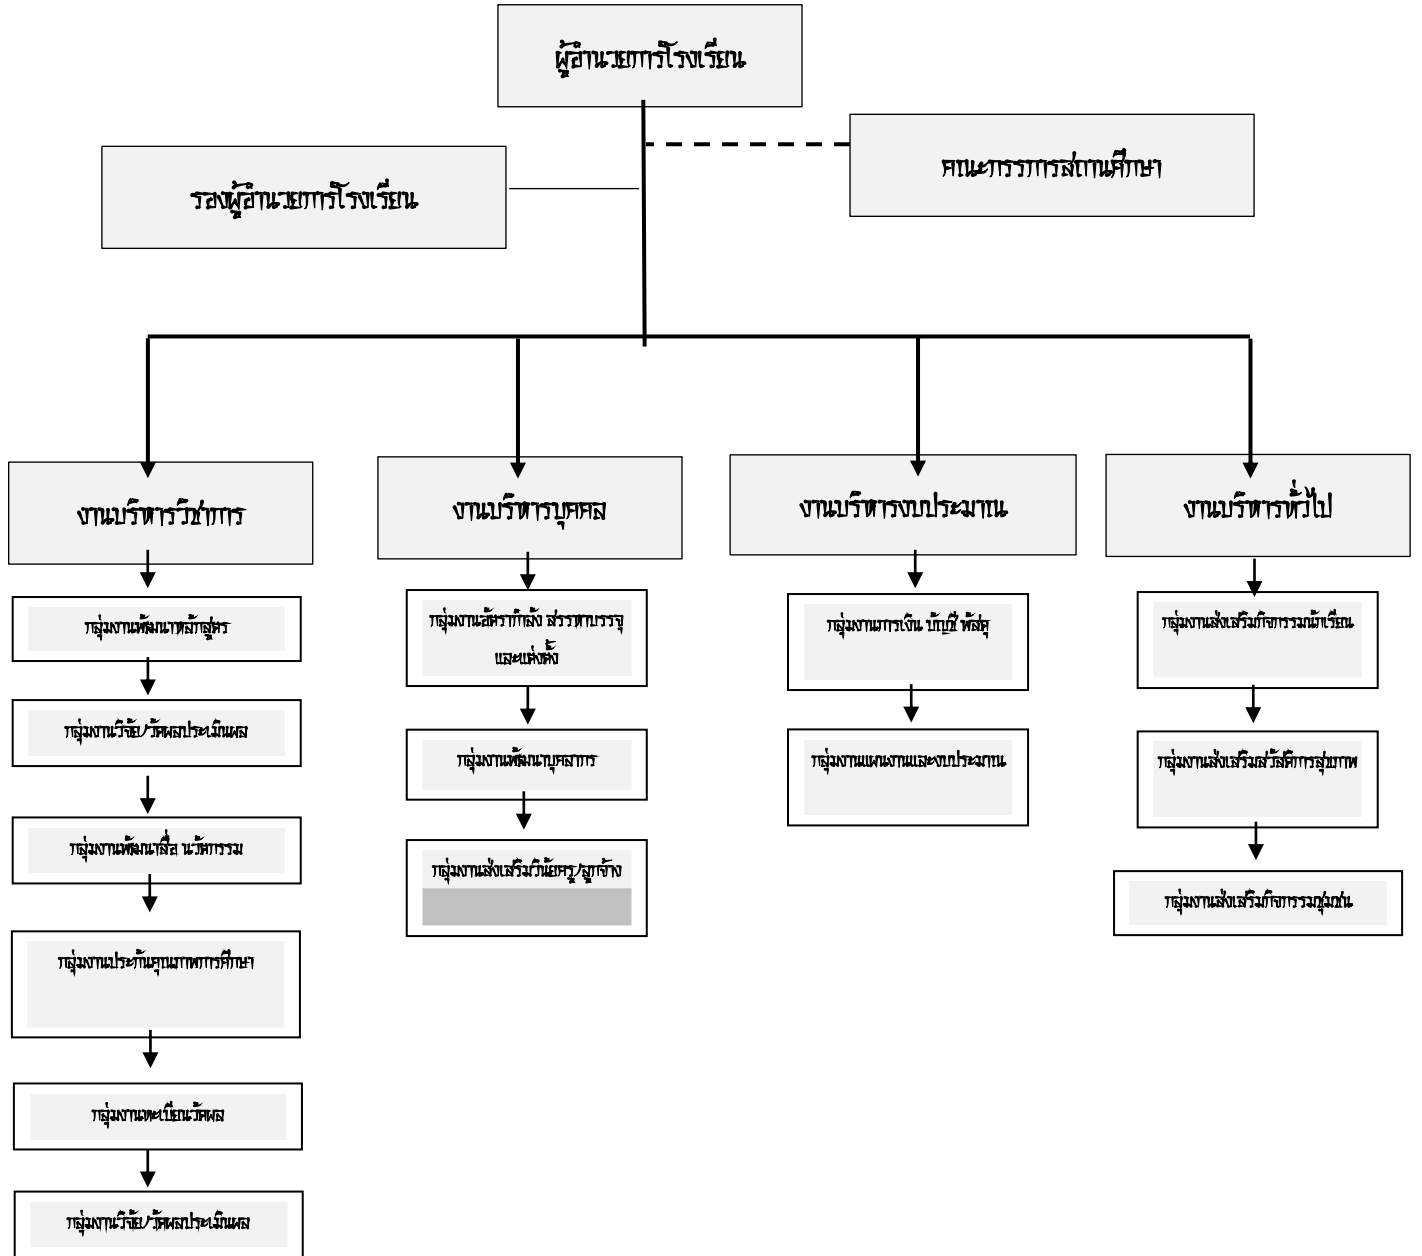 ผู้อำนวยการโรงเรียน
คณะกรรการสถานศึกษา
รองผู้อำนวยการโรงเรียน
งานบริหารวิชาการ
งานบริหารบุคคล
งานบริหารงบประมาณ
งานบริหารทั่วไป
กลุ่มงานพัฒนาหลักสูตร
กลุ่มงานวิจัย/วัดผลประเมินผล
กลุ่มงานพัฒนาสื่อ นวัตกรรม
กลุ่มงานประกันคุณภาพการศึกษา
กลุ่มงานทะเบียนวัดผล
กลุ่มงานวิจัย/วัดผลประเมินผล
กลุ่มงานอัตรากำลัง สรรหาบรรจุ
และแต่งตั้ง
กลุ่มงานพัฒนาบุคลากร
กลุ่มงานส่งเสริมวินัยครู/ลูกจ้าง
กลุ่มงานการเงิน บัญชี พัสดุ
กลุ่มงานแผนงานและงบประมาณ
กลุ่มงานส่งเสริมกิจกรรมนักเรียน
กลุ่มงานส่งเสริมสวัสดิการสุขภาพ
กลุ่มงานส่งเสริมกิจกรรมชุมชน